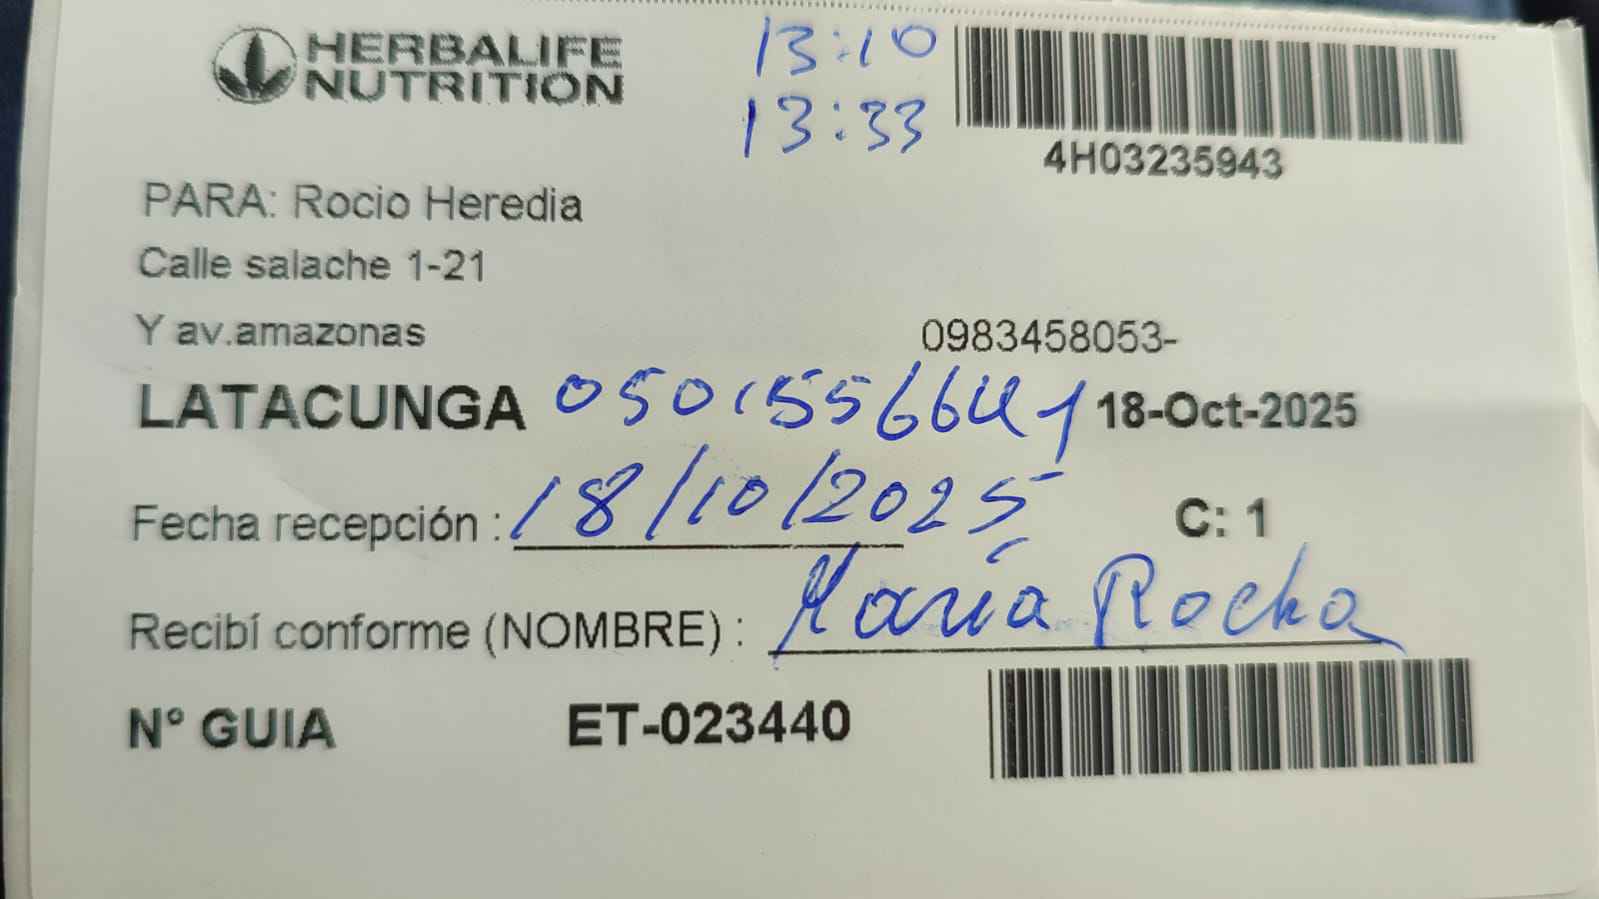 HERBALIFE
NUTRITION
13:10
13:33
4H03235943
PARA: Rocio Heredia
Calle salache 1-21
Y av.amazonas
0983458053-
LATACUNGA 0501556641 18-Oct-2025
Fecha recepción : 18/10/2025
C: 1
Recibí conforme (NOMBRE) : María Rocha
N° GUIA ET-023440